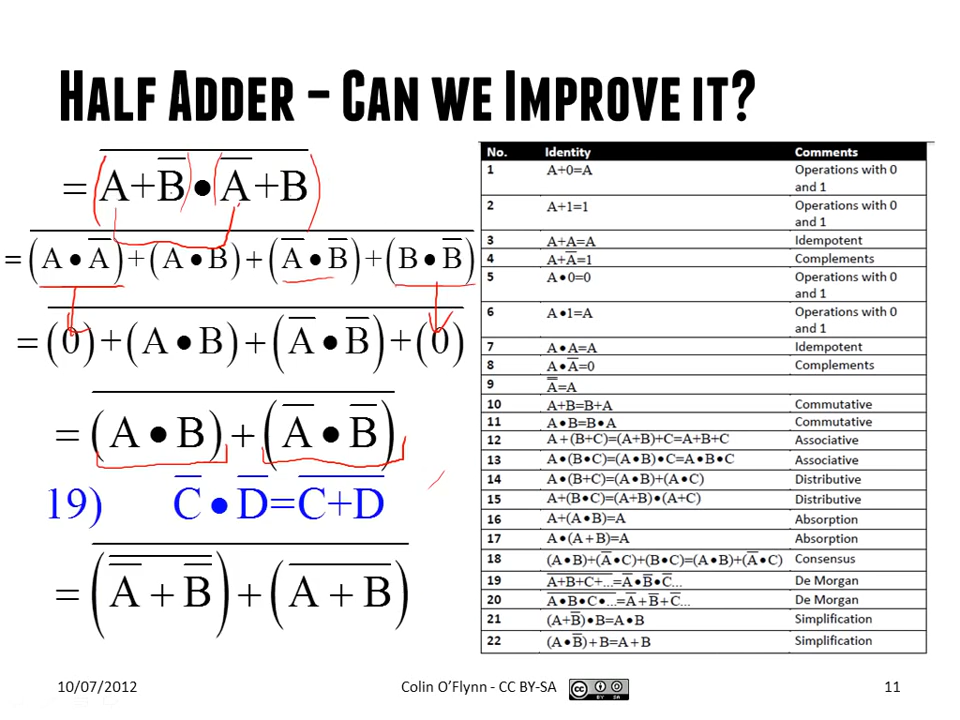 HALF ADDER – CAN WE IMPROVE IT?
= (A+B̅)•(A̅+B)
= (A•A̅)+(A•B)+(A̅•B̅)+(B•B̅)
= (0)+(A•B)+(A̅•B̅)+(0)
= (A•B)+(A̅•B̅)
19) C̅•D̅=C̅+̅D̅
= (A̅+B̅)+(A+B)
No. Identity Comments
1 A+0=A Operations with 0 and 1
2 A+1=1 Operations with 0 and 1
3 A+A=A Idempotent
4 A+A̅=1 Complements
5 A•0=0 Operations with 0 and 1
6 A•1=A Operations with 0 and 1
7 A•A=A Idempotent
8 A•A̅=0 Complements
9 A̿=A
10 A+B=B+A Commutative
11 A•B=B•A Commutative
12 A+(B+C)=(A+B)+C=A+B+C Associative
13 A•(B•C)=(A•B)•C=A•B•C Associative
14 A•(B+C)=(A•B)+(A•C) Distributive
15 A+(B•C)=(A+B)•(A+C) Distributive
16 A+(A•B)=A Absorption
17 A•(A+B)=A Absorption
18 (A•B)+(A̅•C)+(B•C)=(A•B)+(A̅•C) Consensus
19 A̅+̅B̅+̅C̅+̅.̅.̅.̅=A̅•B̅•C̅... De Morgan
20 A̅•̅B̅•̅C̅•̅.̅.̅.̅=A̅+B̅+C̅... De Morgan
21 (A+B̅)•B=A•B Simplification
22 (A•B̅)+B=A+B Simplification
10/07/2012
Colin O’Flynn - CC BY-SA
cc BY SA
11